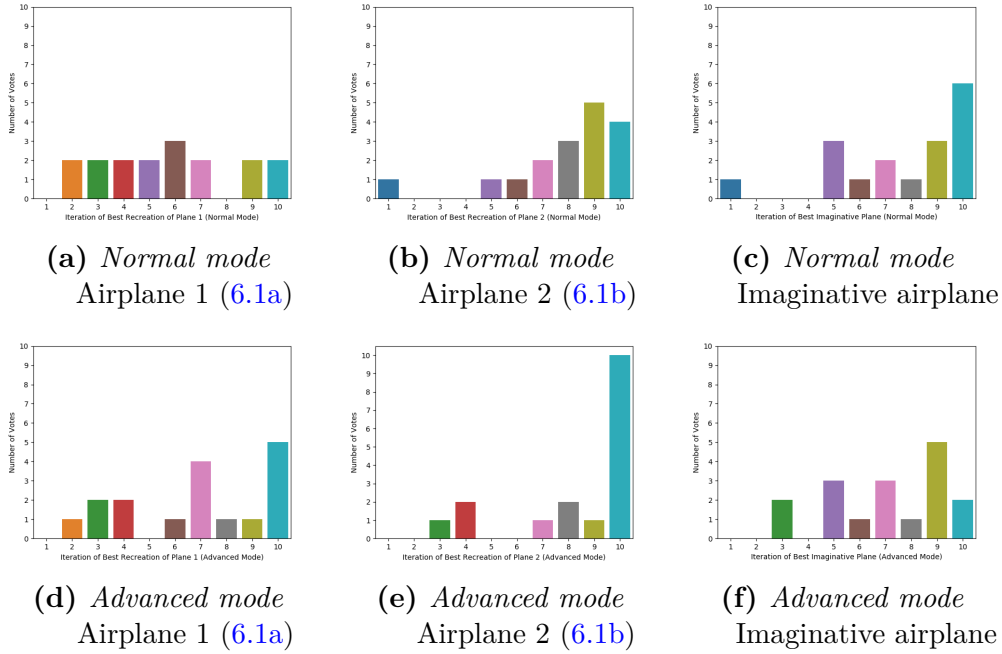 10
9
8
7
6
5
4
3
2
1
0
Number of Votes
1 2 3 4 5 6 7 8 9 10
Iteration of Best Recreation of Plane 1 (Normal Mode)
(a) Normal mode
Airplane 1 (6.1a)
10
9
8
7
6
5
4
3
2
1
0
Number of Votes
1 2 3 4 5 6 7 8 9 10
Iteration of Best Recreation of Plane 2 (Normal Mode)
(b) Normal mode
Airplane 2 (6.1b)
10
9
8
7
6
5
4
3
2
1
0
Number of Votes
1 2 3 4 5 6 7 8 9 10
Iteration of Best Imaginative Plane (Normal Mode)
(c) Normal mode
Imaginative airplane
10
9
8
7
6
5
4
3
2
1
0
Number of Votes
1 2 3 4 5 6 7 8 9 10
Iteration of Best Recreation of Plane 1 (Advanced Mode)
(d) Advanced mode
Airplane 1 (6.1a)
10
9
8
7
6
5
4
3
2
1
0
Number of Votes
1 2 3 4 5 6 7 8 9 10
Iteration of Best Recreation of Plane 2 (Advanced Mode)
(e) Advanced mode
Airplane 2 (6.1b)
10
9
8
7
6
5
4
3
2
1
0
Number of Votes
1 2 3 4 5 6 7 8 9 10
Iteration of Best Imaginative Plane (Advanced Mode)
(f) Advanced mode
Imaginative airplane